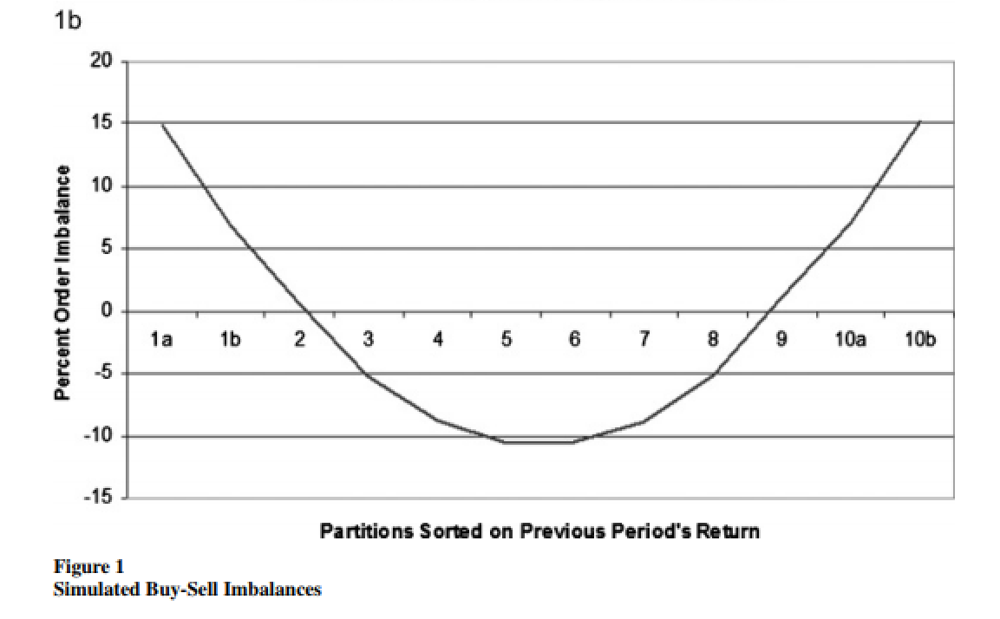 1b
20
15
10
5
0
1a 1b 2 3 4 5 6 7 8 9 10a 10b
-5
-10
-15
Percent Order Imbalance
Partitions Sorted on Previous Period's Return
Figure 1
Simulated Buy-Sell Imbalances